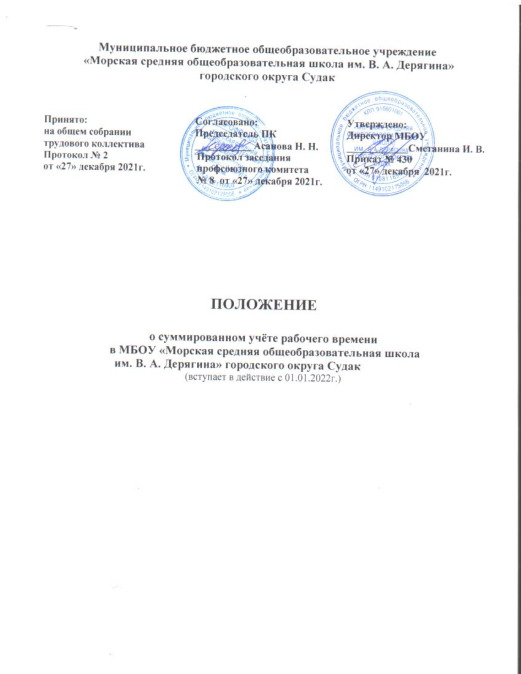 Муниципальное бюджетное общеобразовательное учреждение
«Морская средняя общеобразовательная школа им. В. А. Дерягина»
городского округа Судак
Принято:
на общем собрании
трудового коллектива
Протокол № 2
от «27» декабря 2021г.
Согласовано:
Председатель ПК
Асанова Н. Н.
Протокол заседания
профсоюзного комитета
№ 8 от «27» декабря 2021г.
Утверждено:
Директор МБОУ
Сметанина И. В.
Приказ № 430
от «27» декабря 2021г.
ПОЛОЖЕНИЕ
о суммированном учёте рабочего времени
в МБОУ «Морская средняя общеобразовательная школа
им. В. А. Дерягина» городского округа Судак
(вступает в действие с 01.01.2022г.)